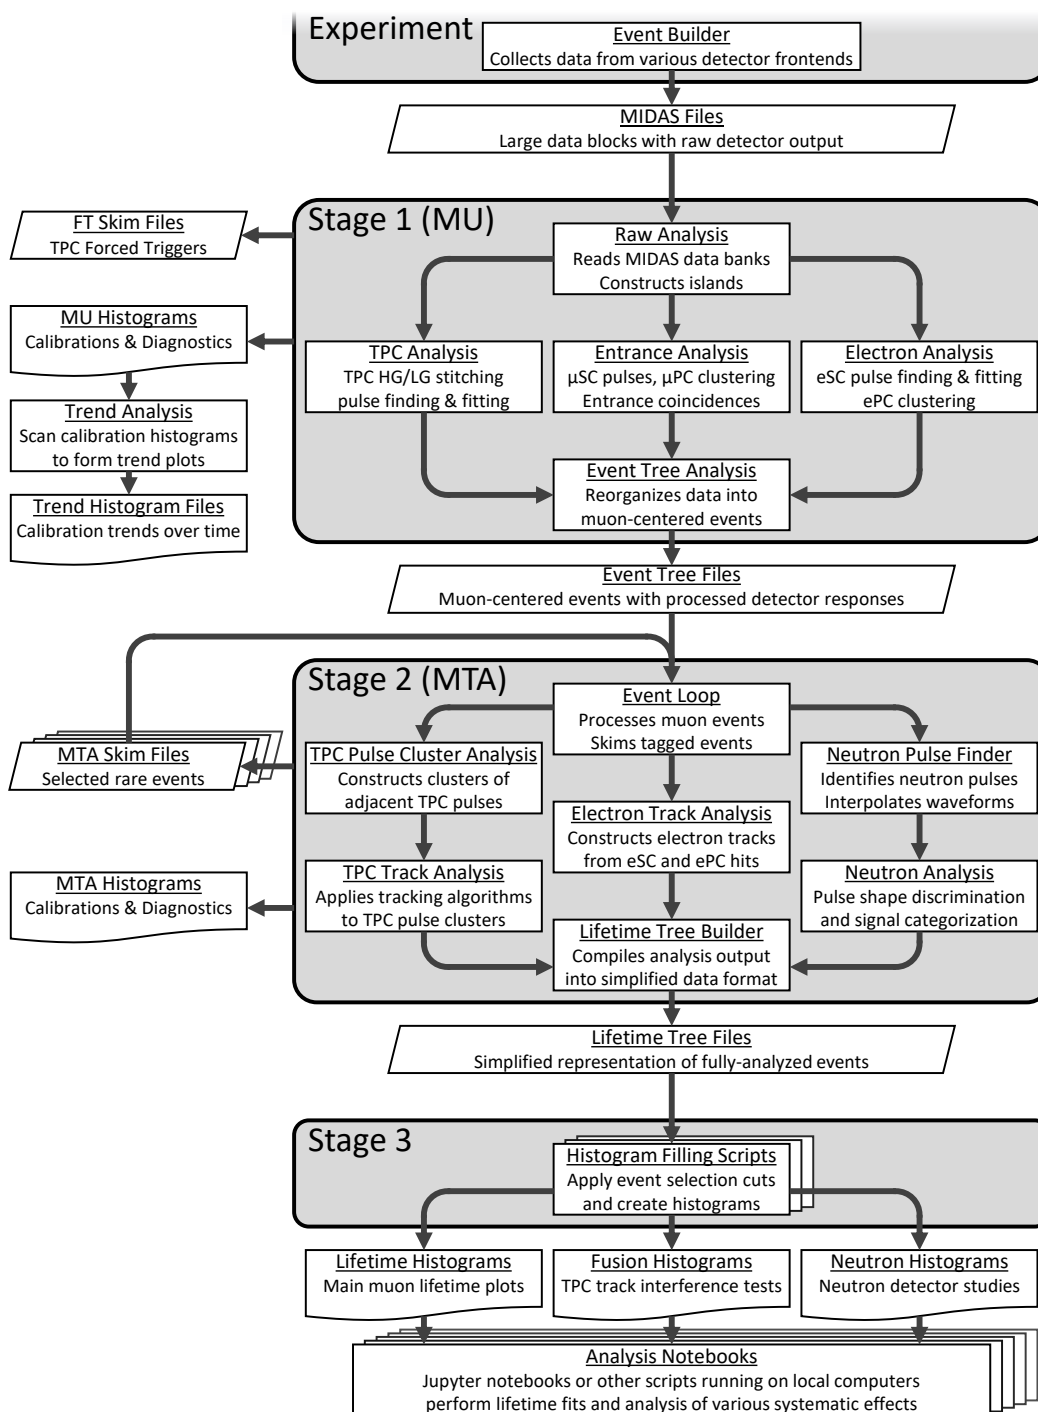 Experiment
Event Builder
Collects data from various detector frontends
MIDAS Files
Large data blocks with raw detector output
FT Skim Files
TPC Forced Triggers
Stage 1 (MU)
Raw Analysis
Reads MIDAS data banks
Constructs islands
MU Histograms
Calibrations & Diagnostics
TPC Analysis
TPC HG/LG stitching
pulse finding & fitting
Entrance Analysis
μSC pulses, μPC clustering
Entrance coincidences
Electron Analysis
eSC pulse finding & fitting
ePC clustering
Trend Analysis
Scan calibration histograms
to form trend plots
Event Tree Analysis
Reorganizes data into
muon-centered events
Trend Histogram Files
Calibration trends over time
Event Tree Files
Muon-centered events with processed detector responses
Stage 2 (MTA)
Event Loop
Processes muon events
Skims tagged events
MTA Skim Files
Selected rare events
TPC Pulse Cluster Analysis
Constructs clusters of
adjacent TPC pulses
Neutron Pulse Finder
Identifies neutron pulses
Interpolates waveforms
Electron Track Analysis
Constructs electron tracks
from eSC and ePC hits
MTA Histograms
Calibrations & Diagnostics
TPC Track Analysis
Applies tracking algorithms
to TPC pulse clusters
Neutron Analysis
Pulse shape discrimination
and signal categorization
Lifetime Tree Builder
Compiles analysis output
into simplified data format
Lifetime Tree Files
Simplified representation of fully-analyzed events
Stage 3
Histogram Filling Scripts
Apply event selection cuts
and create histograms
Lifetime Histograms
Main muon lifetime plots
Fusion Histograms
TPC track interference tests
Neutron Histograms
Neutron detector studies
Analysis Notebooks
Jupyter notebooks or other scripts running on local computers
perform lifetime fits and analysis of various systematic effects